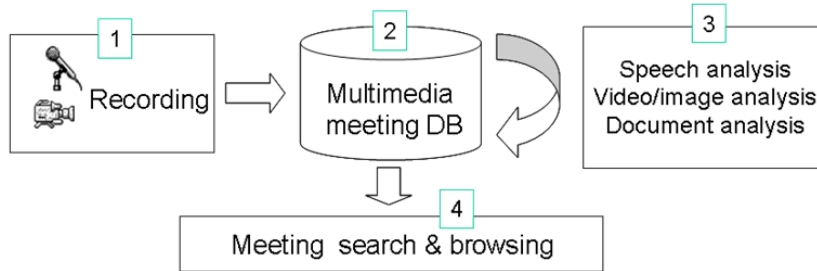 1
Recording
2
Multimedia
meeting DB
3
Speech analysis
Video/image analysis
Document analysis
4
Meeting search & browsing